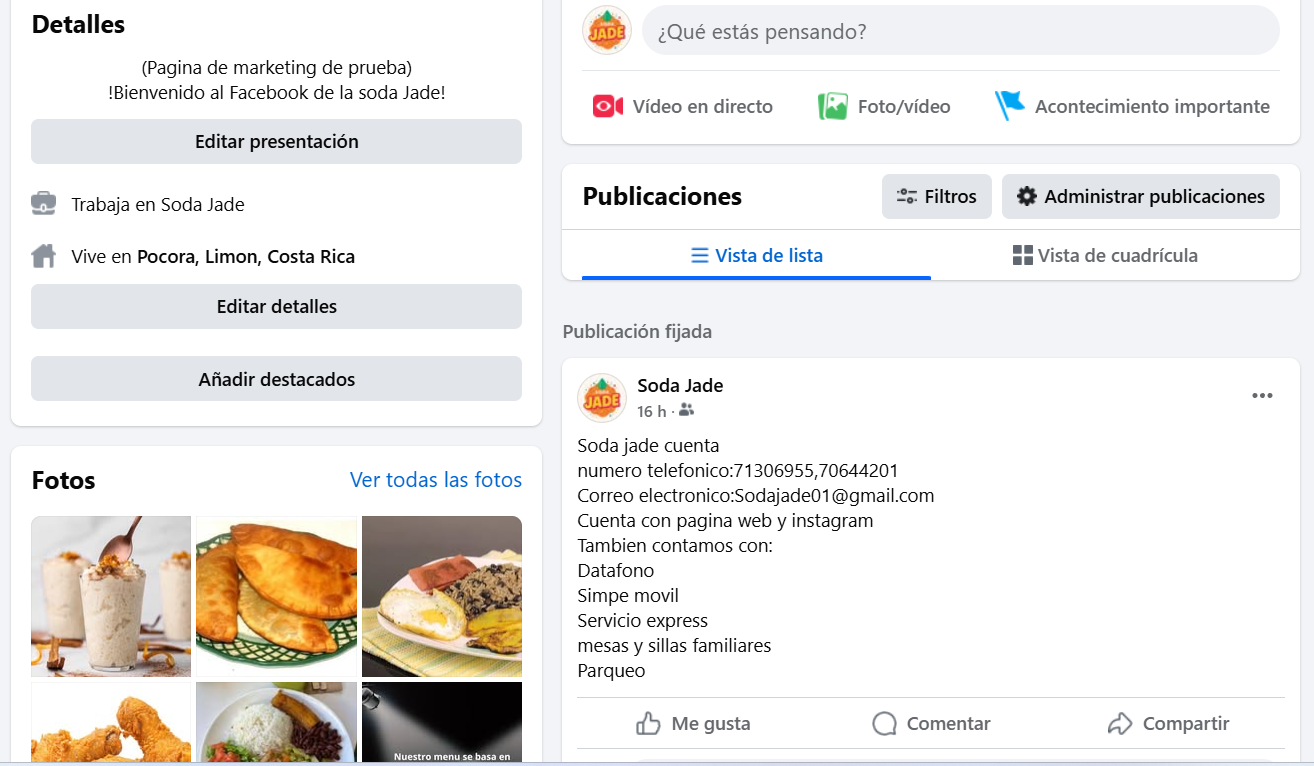 Detalles
(Pagina de marketing de prueba)
!Bienvenido al Facebook de la soda Jade!
Editar presentación
Trabaja en Soda Jade
Vive en Pocora, Limon, Costa Rica
Editar detalles
Añadir destacados
Fotos
Ver todas las fotos
Nuestro menu se basa en
JADE
¿Qué estás pensando?
Vídeo en directo
Foto/vídeo
Acontecimiento importante
Publicaciones
Filtros
Administrar publicaciones
Vista de lista
Vista de cuadrícula
Publicación fijada
JADE
Soda Jade
16 h ·
Soda jade cuenta
numero telefonico:71306955,70644201
Correo electronico:Sodajade01@gmail.com
Cuenta con pagina web y instagram
Tambien contamos con:
Datafono
Simpe movil
Servicio express
mesas y sillas familiares
Parqueo
Me gusta
Comentar
Compartir